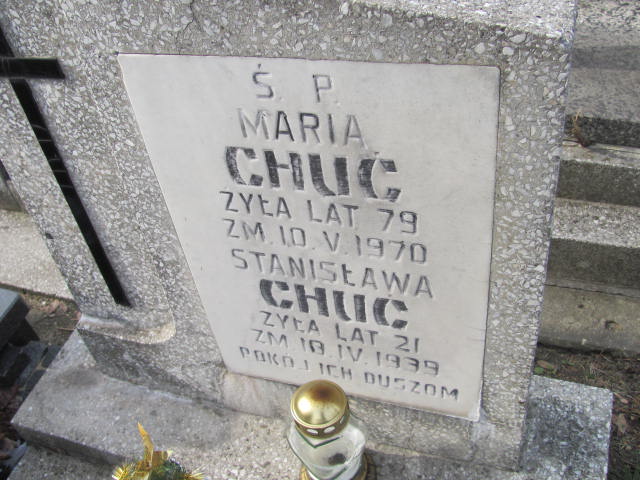 Ś. P.
MARIA
CHUĆ
ŻYŁA LAT 79
ZM. 10. V. 1970
STANISŁAWA
CHUĆ
ŻYŁA LAT 21
ZM. 18. IV. 1939
POKÓJ ICH DUSZOM